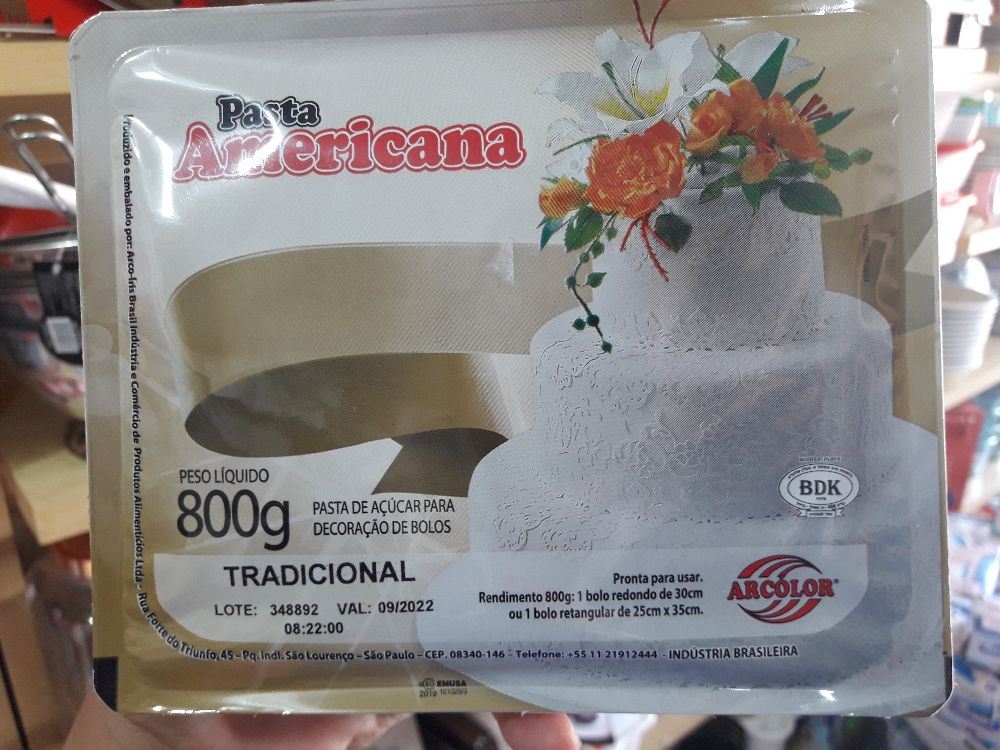 Pasta
Americana
Produzido e embalado por: Arco-Íris Brasil Indústria e Comércio de Produtos Alimentícios Ltda - Rua Forte do Triunfo, 45 - Pq. Indl. São Lourenço - São Paulo - CEP. 08340-146 - Telefone: +55 11 21912444 - INDÚSTRIA BRASILEIRA
PESO LÍQUIDO
800g
PASTA DE AÇÚCAR PARA
DECORAÇÃO DE BOLOS
BDK
TRADICIONAL
LOTE: 348892 VAL: 09/2022
08:22:00
Pronta para usar.
Rendimento 800g: 1 bolo redondo de 30cm
ou 1 bolo retangular de 25cm x 35cm.
ARCÓLOR
EMUSA
2019